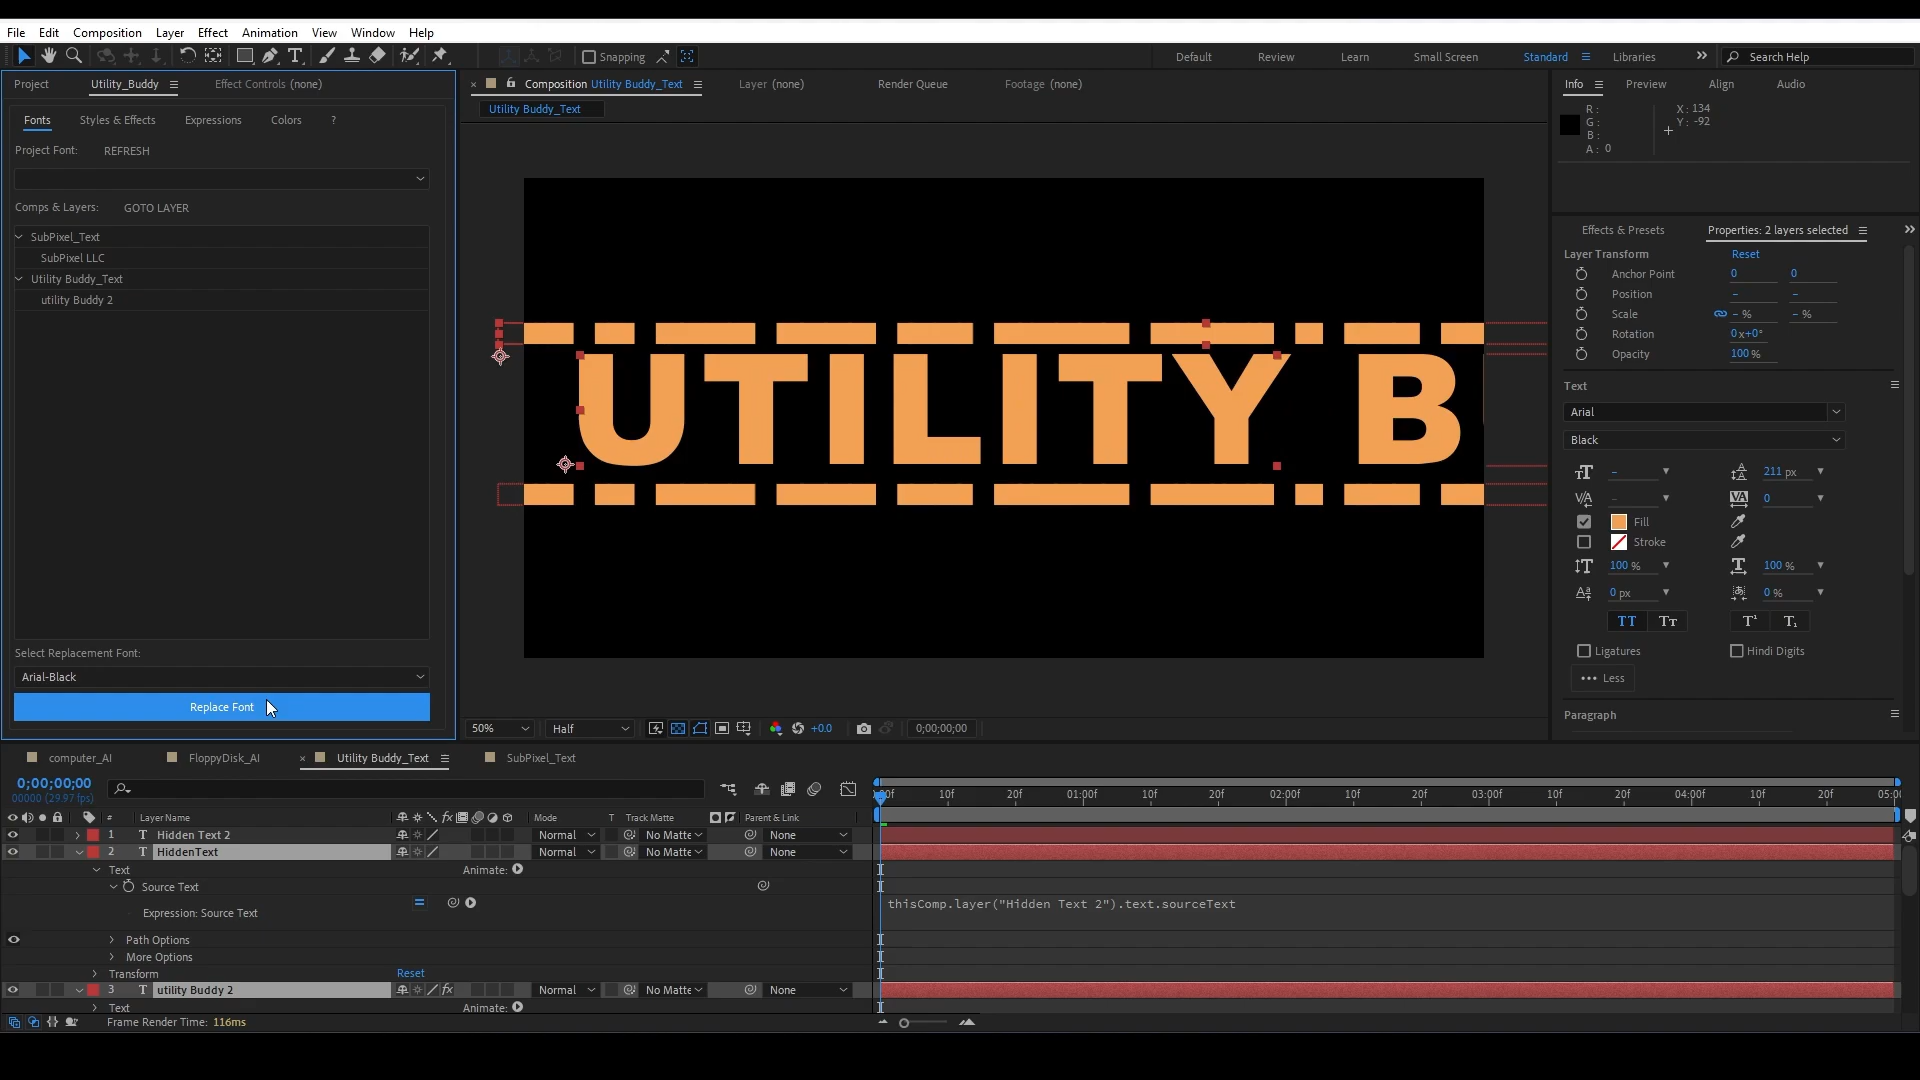 File Edit Composition Layer Effect Animation View Window Help
Snapping Default Review Learn Small Screen Standard Libraries Search Help
Project Utility_Buddy Effect Controls (none)
Composition Utility Buddy_Text Layer (none) Render Queue Footage (none)
Info Preview Align Audio
Utility Buddy_Text
Fonts Styles & Effects Expressions Colors ?
R :
G :
B :
A : 0
X : 134
Y : -92
Project Font: REFRESH
Comps & Layers: GOTO LAYER
SubPixel_Text
SubPixel LLC
Utility Buddy_Text
utility Buddy 2
Select Replacement Font:
Arial-Black
Replace Font
UTILITY B
50% Half +0.0 0;00;00;00
Effects & Presets Properties: 2 layers selected
Layer Transform Reset
Anchor Point 0 0
Position – –
Scale – % – %
Rotation 0x+0°
Opacity 100 %
Text
Arial
Black
– 211 px
– 0
Fill
Stroke
100 % 100 %
0 px 0 %
TT Tт T¹ T₁
Ligatures Hindi Digits
Less
Paragraph
computer_AI FloppyDisk_AI Utility Buddy_Text SubPixel_Text
0;00;00;00
00000 (29.97 fps)
10f 20f 01:00f 10f 20f 02:00f 10f 20f 03:00f 10f 20f 04:00f 10f 20f 05:0
# Layer Name Mode T Track Matte Parent & Link
1 T Hidden Text 2 Normal No Matte None
2 T HiddenText Normal No Matte None
Text Animate:
Source Text
Expression: Source Text
thisComp.layer("Hidden Text 2").text.sourceText
Path Options
More Options
Transform Reset
3 T utility Buddy 2 fx Normal No Matte None
Text Animate:
Frame Render Time: 116ms